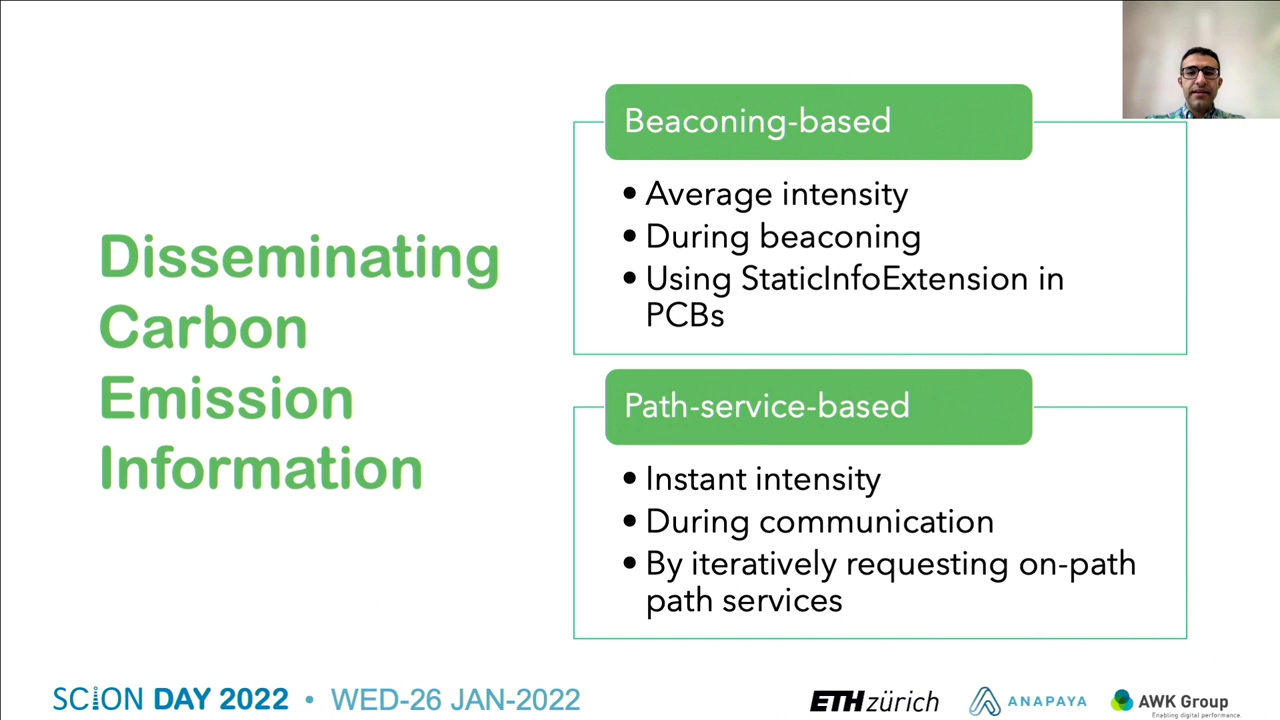 Disseminating
Carbon
Emission
Information
Beaconing-based
• Average intensity
• During beaconing
• Using StaticInfoExtension in
PCBs
Path-service-based
• Instant intensity
• During communication
• By iteratively requesting on-path
path services
SCION DAY 2022 • WED-26 JAN-2022
ETH zürich
ANAPAYA
AWK Group
Enabling digital performance.